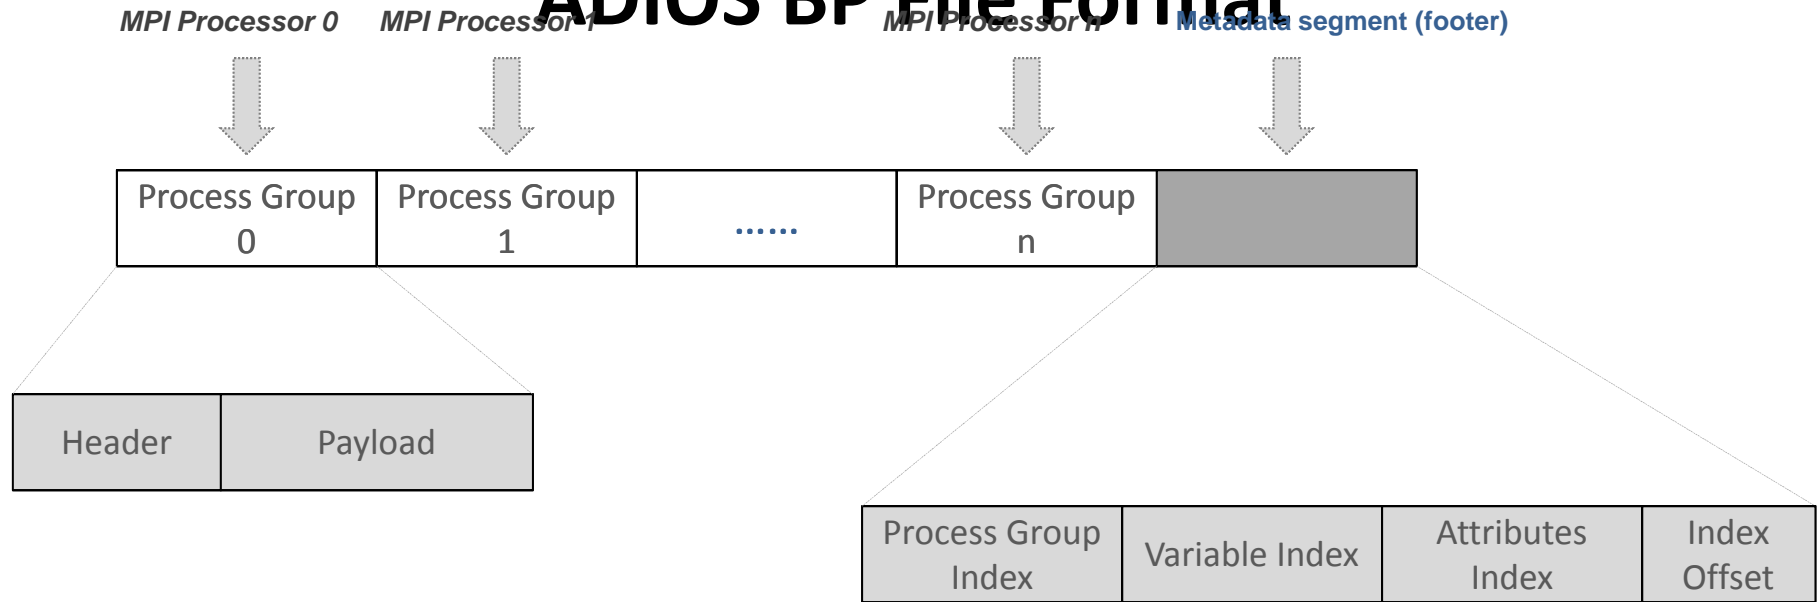 ADIOS BP File Format
MPI Processor 0
MPI Processor 1
MPI Processor n
Metadata segment (footer)
Process Group
0
Process Group
1
......
Process Group
n
Header
Payload
Process Group
Index
Variable Index
Attributes
Index
Index
Offset